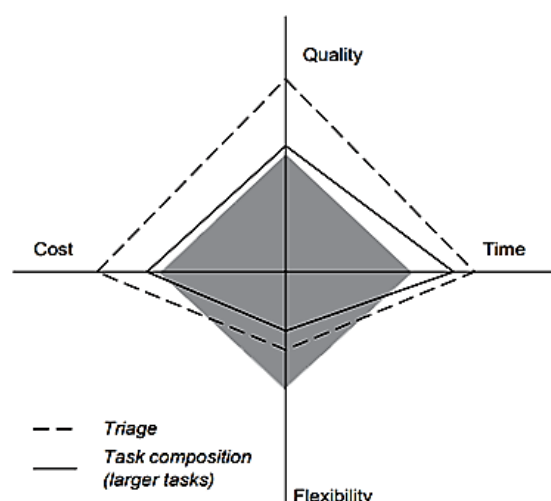 Quality
Cost
Time
Triage
Task composition
(larger tasks)
Flexibility